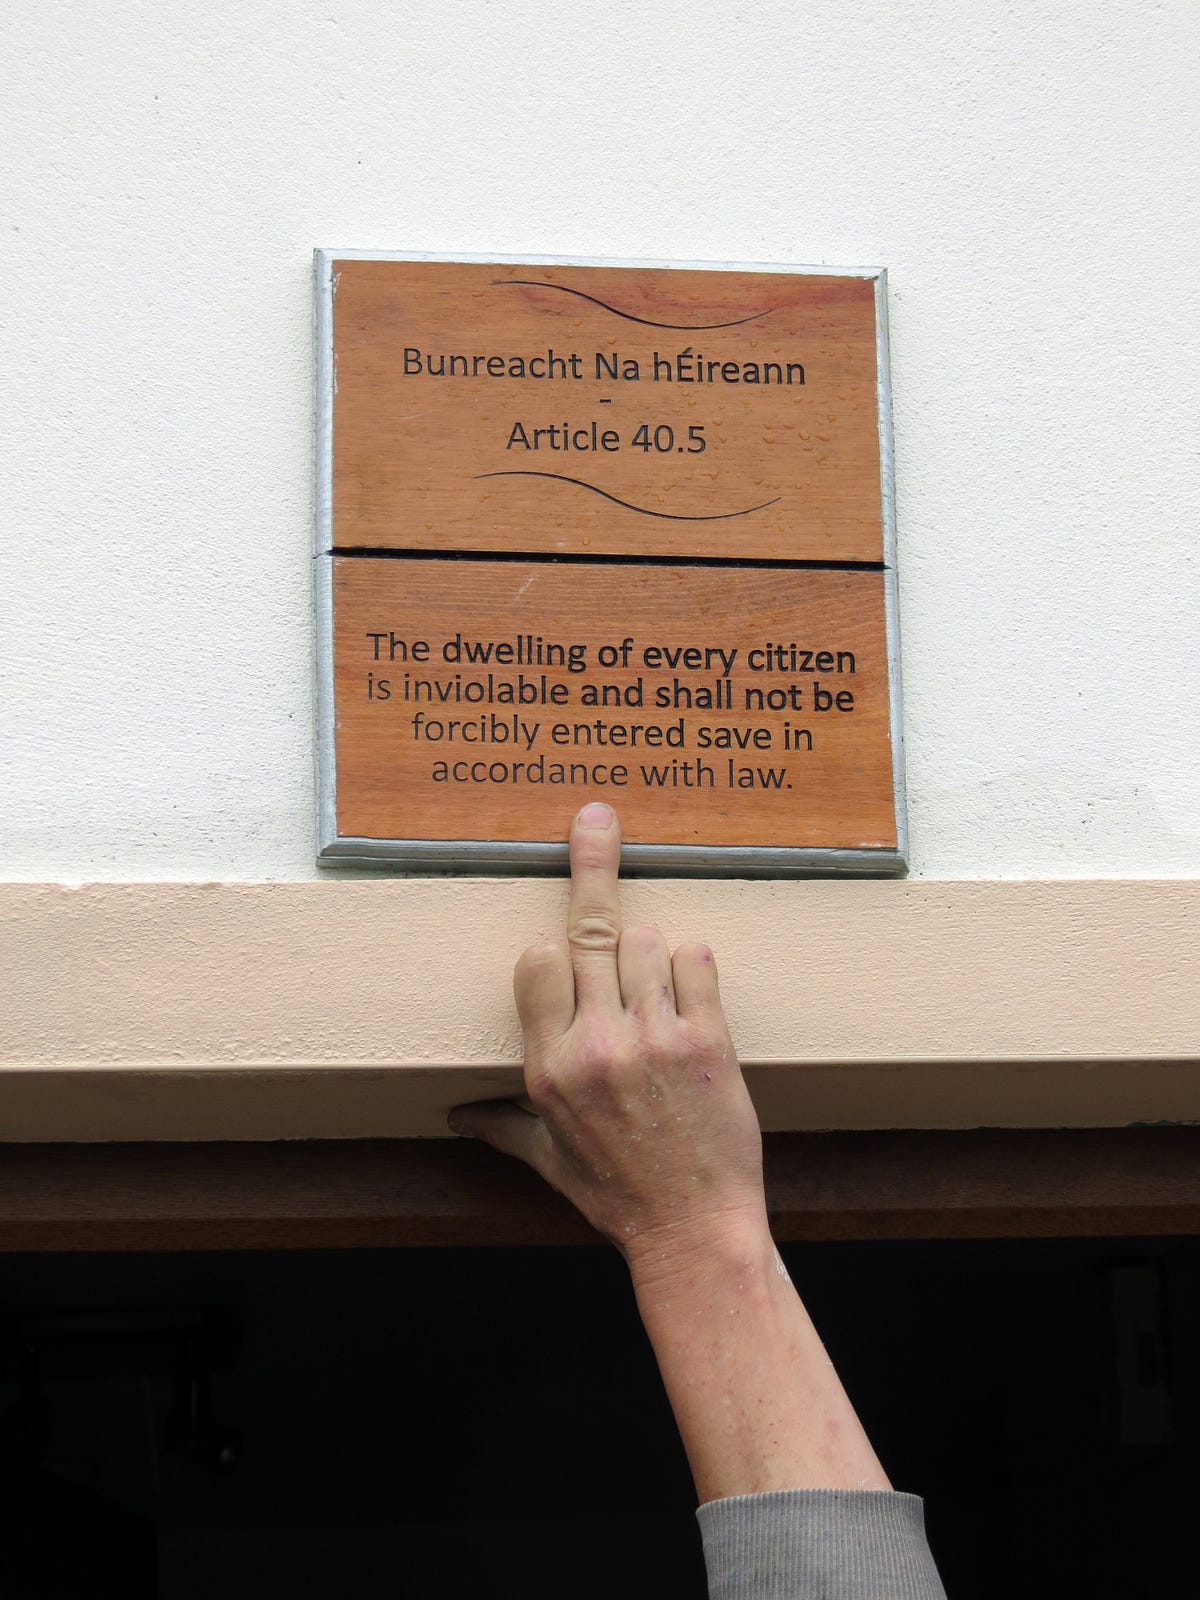 Bunreacht Na hÉireann
-
Article 40.5
The dwelling of every citizen
is inviolable and shall not be
forcibly entered save in
accordance with law.